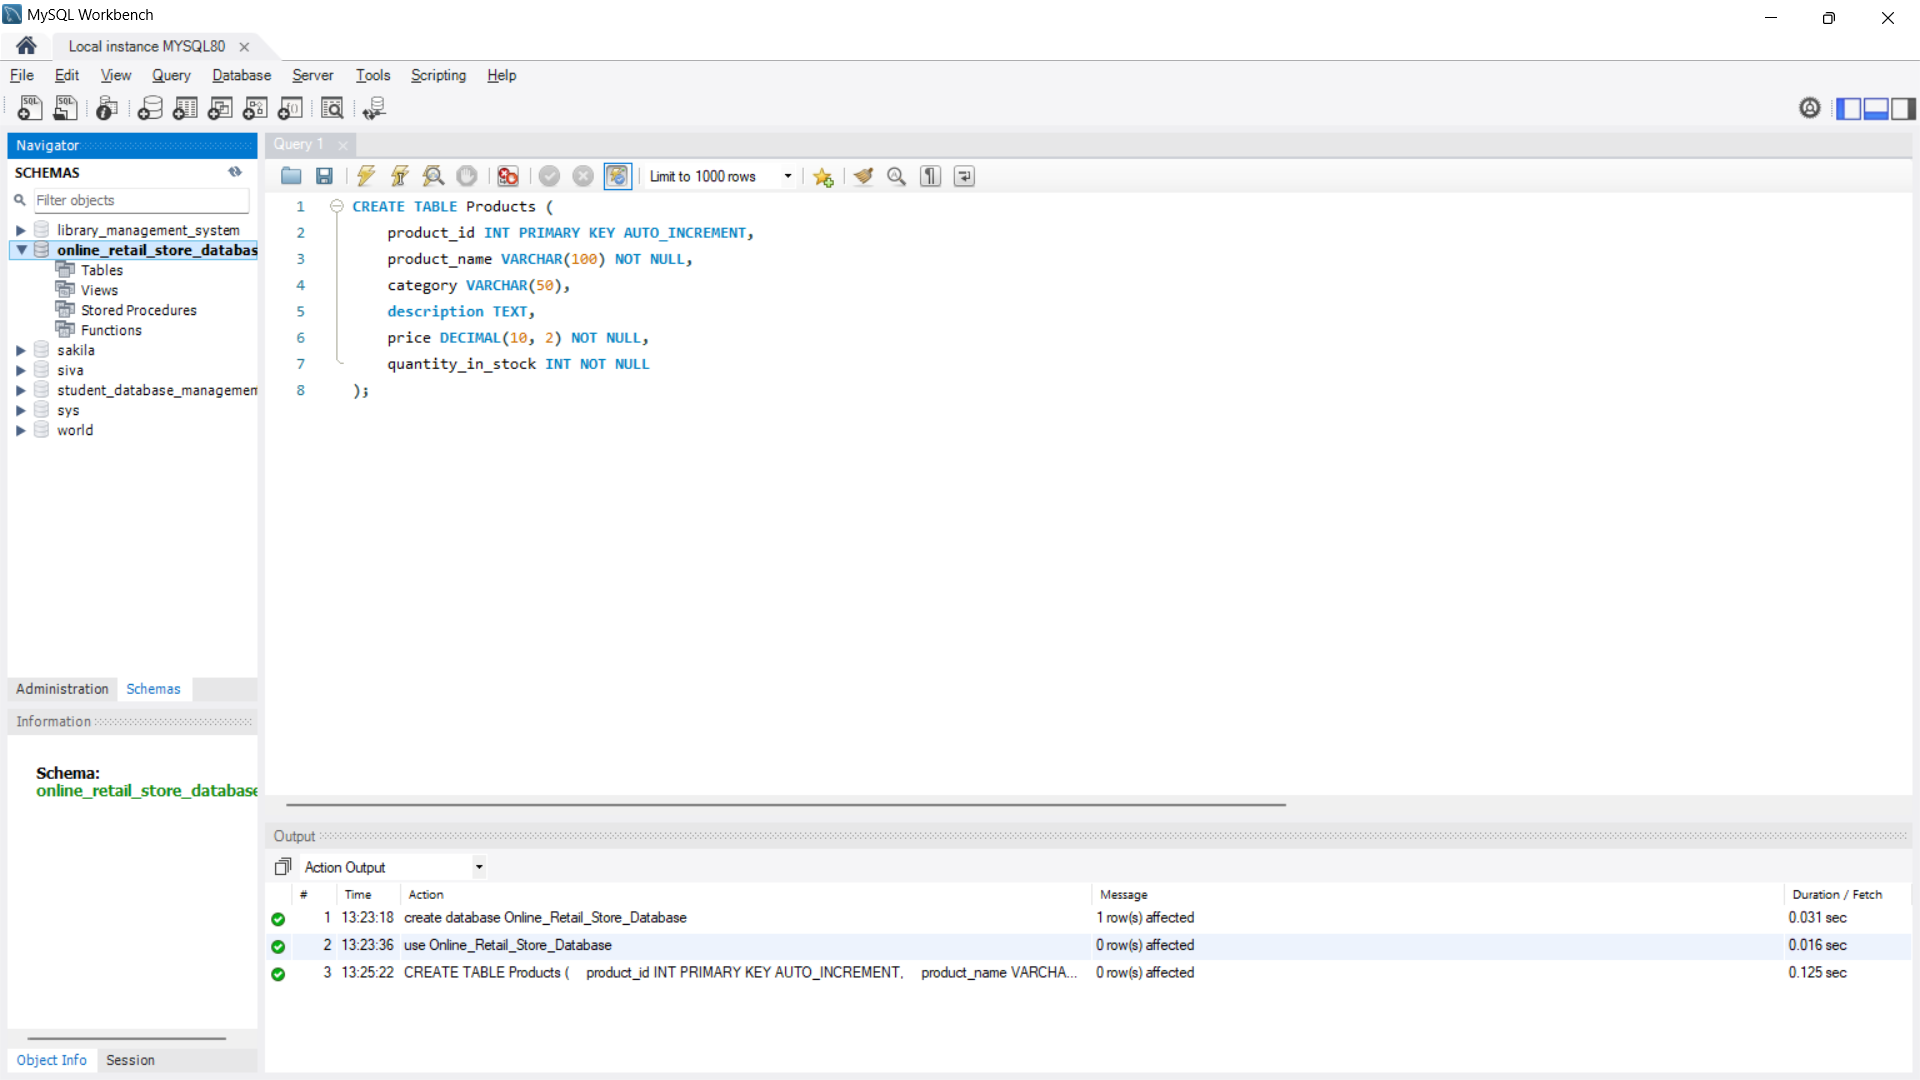 MySQL Workbench
Local instance MYSQL80
File Edit View Query Database Server Tools Scripting Help
Navigator
SCHEMAS
Filter objects
library_management_system
online_retail_store_databas
Tables
Views
Stored Procedures
Functions
sakila
siva
student_database_managemen
sys
world
Administration Schemas
Information
Schema:
online_retail_store_database
Object Info Session
Query 1
Limit to 1000 rows
1 CREATE TABLE Products (
2 product_id INT PRIMARY KEY AUTO_INCREMENT,
3 product_name VARCHAR(100) NOT NULL,
4 category VARCHAR(50),
5 description TEXT,
6 price DECIMAL(10, 2) NOT NULL,
7 quantity_in_stock INT NOT NULL
8 );
Output
Action Output
# Time Action Message Duration / Fetch
1 13:23:18 create database Online_Retail_Store_Database 1 row(s) affected 0.031 sec
2 13:23:36 use Online_Retail_Store_Database 0 row(s) affected 0.016 sec
3 13:25:22 CREATE TABLE Products ( product_id INT PRIMARY KEY AUTO_INCREMENT, product_name VARCHA... 0 row(s) affected 0.125 sec